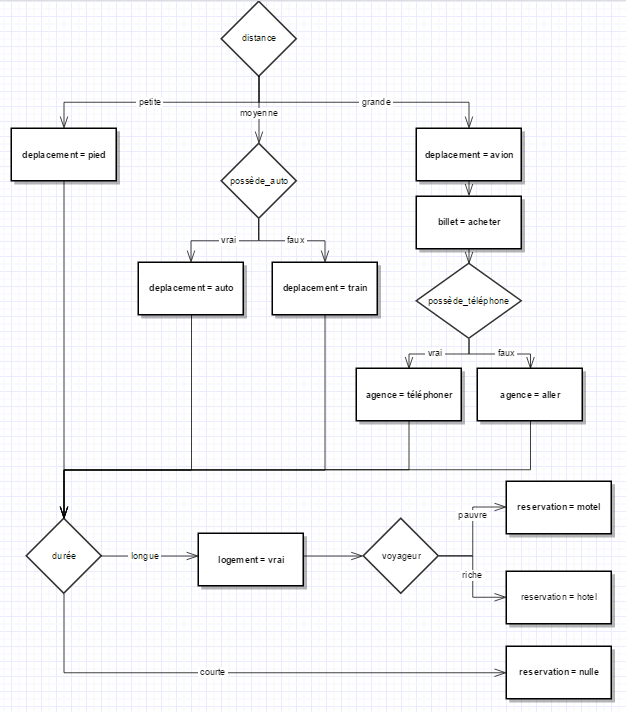 distance
petite
moyenne
grande
deplacement = pied
possède_auto
deplacement = avion
billet = acheter
vrai
faux
deplacement = auto
deplacement = train
possède_téléphone
vrai
faux
agence = téléphoner
agence = aller
durée
longue
logement = vrai
voyageur
pauvre
reservation = motel
riche
reservation = hotel
courte
reservation = nulle